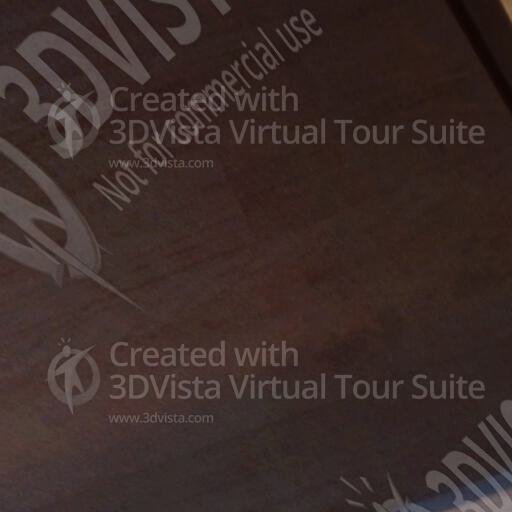 3DVIST
Not for commercial use
Created with
3DVista Virtual Tour Suite
www.3dvista.com
Created with
3DVista Virtual Tour Suite
www.3dvista.com
3DV